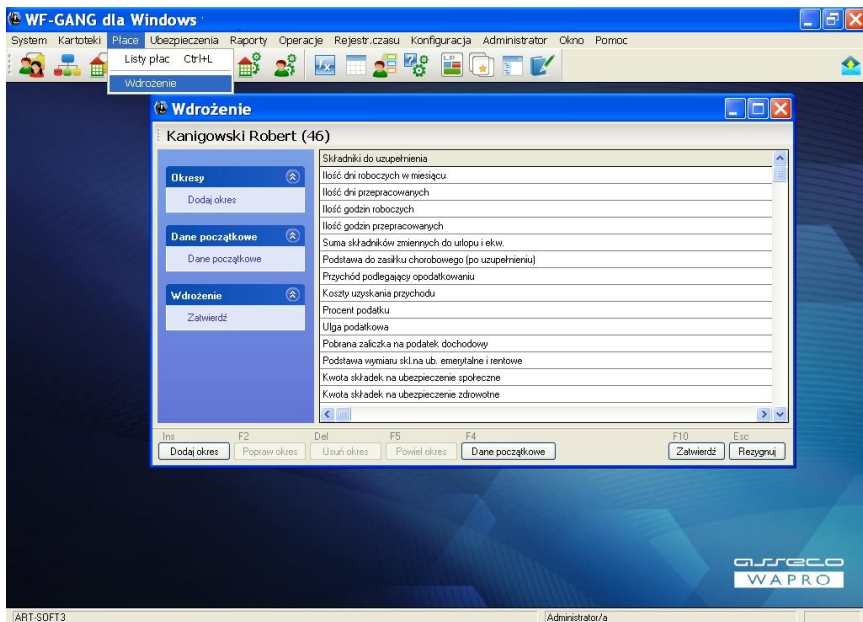 WF-GANG dla Windows
System Kartoteki Płace Ubezpieczenia Raporty Operacje Rejestr.czasu Konfiguracja Administrator Okno Pomoc
Listy płac Ctrl+L
Wdrożenie
Wdrożenie
Kanigowski Robert (46)
Okresy
Dodaj okres
Dane początkowe
Dane początkowe
Wdrożenie
Zatwierdź
Składniki do uzupełnienia
Ilość dni roboczych w miesiącu
Ilość dni przepracowanych
Ilość godzin roboczych
Ilość godzin przepracowanych
Suma składników zmiennych do urlopu i ekw.
Podstawa do zasiłku chorobowego (po uzupełnieniu)
Przychód podlegający opodatkowaniu
Koszty uzyskania przychodu
Procent podatku
Ulga podatkowa
Pobrana zaliczka na podatek dochodowy
Podstawa wymiaru skl.na ub. emerytalne i rentowe
Kwota składek na ubezpieczenie społeczne
Kwota składek na ubezpieczenie zdrowotne
Ins F2 Del F5 F4 F10 Esc
Dodaj okres Popraw okres Usuń okres Powiel okres Dane początkowe Zatwierdź Rezygnuj
asseco
WAPRO
ART-SOFT3 Administrator/a